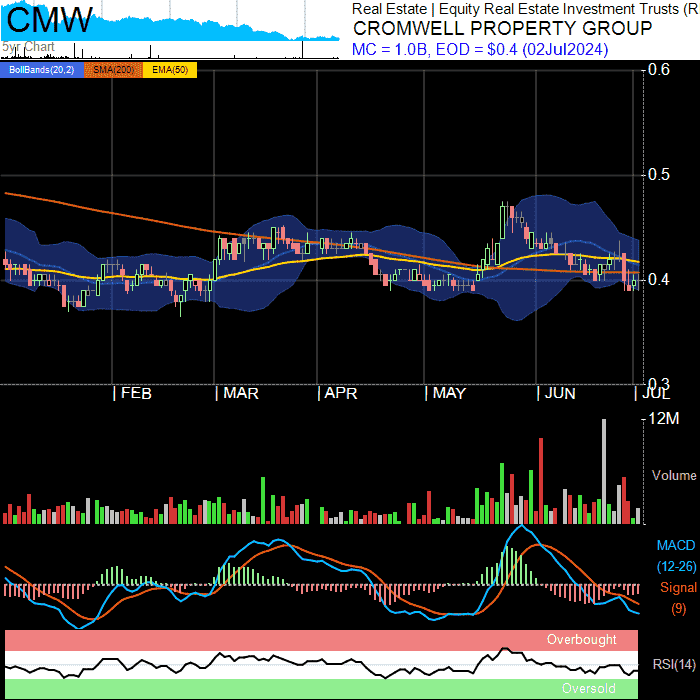 CMW
5yr Chart
Real Estate | Equity Real Estate Investment Trusts (R
CROMWELL PROPERTY GROUP
MC = 1.0B, EOD = $0.4 (02Jul2024)
BollBands(20,2) SMA(200) EMA(50)
0.6
0.5
0.4
0.3
FEB MAR APR MAY JUN JUL
12M
Volume
MACD
(12-26)
Signal
(9)
Overbought
RSI(14)
Oversold